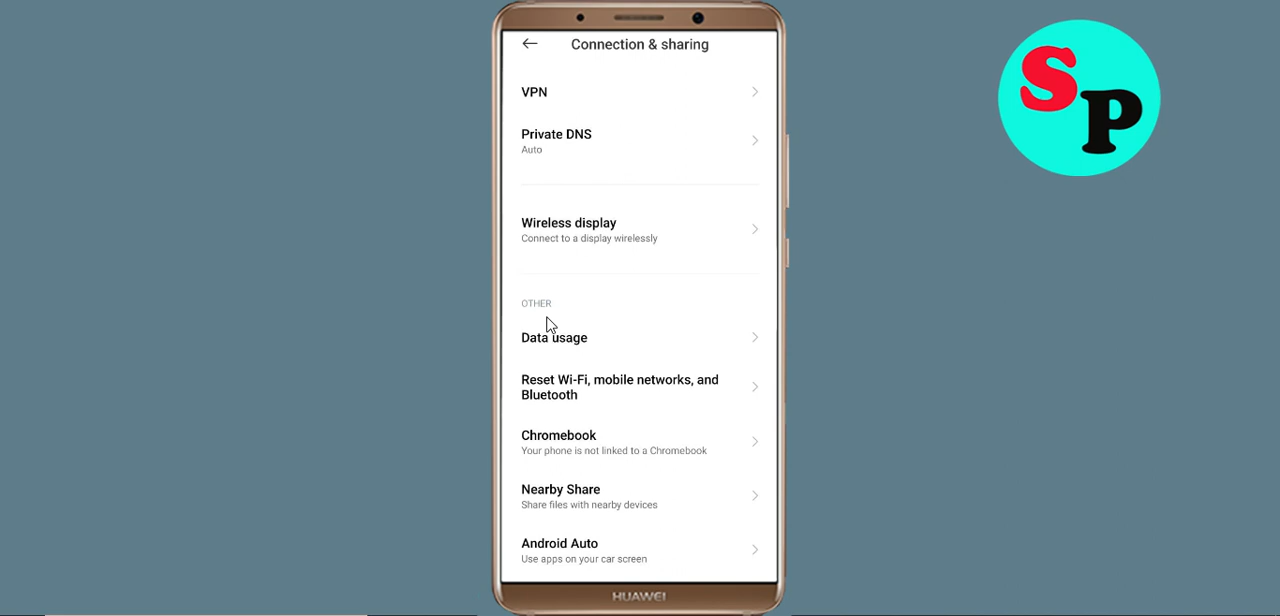 Connection & sharing
VPN
Private DNS
Auto
Wireless display
Connect to a display wirelessly
OTHER
Data usage
Reset Wi-Fi, mobile networks, and
Bluetooth
Chromebook
Your phone is not linked to a Chromebook
Nearby Share
Share files with nearby devices
Android Auto
Use apps on your car screen
HUAWEI
SP